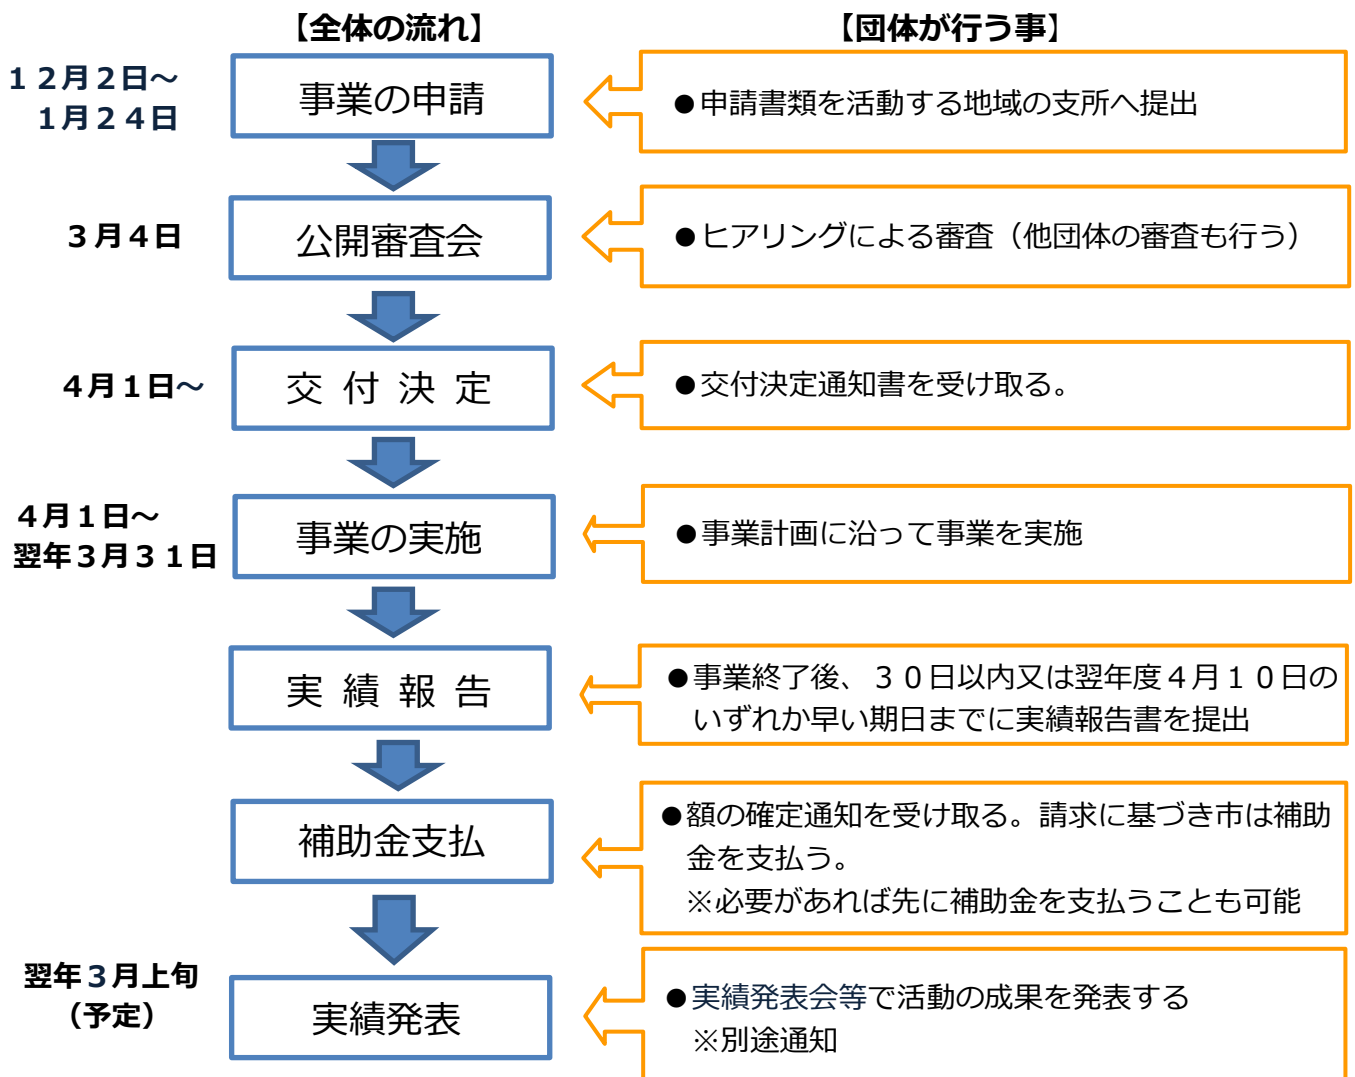 【全体の流れ】
【団体が行う事】
１２月２日～
１月２４日
事業の申請
●申請書類を活動する地域の支所へ提出
３月４日
公開審査会
●ヒアリングによる審査（他団体の審査も行う）
４月１日～
交 付 決 定
●交付決定通知書を受け取る。
４月１日～
翌年３月３１日
事業の実施
●事業計画に沿って事業を実施
実 績 報 告
●事業終了後、３０日以内又は翌年度４月１０日の
いずれか早い期日までに実績報告書を提出
補助金支払
●額の確定通知を受け取る。請求に基づき市は補助
金を支払う。
※必要があれば先に補助金を支払うことも可能
翌年３月上旬
（予定）
実績発表
●実績発表会等で活動の成果を発表する
※別途通知